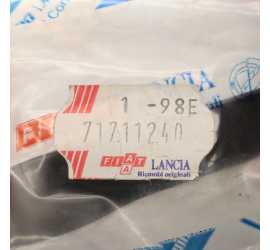 1 -98E
71711240
FIAT LANCIA
Ricambi originali